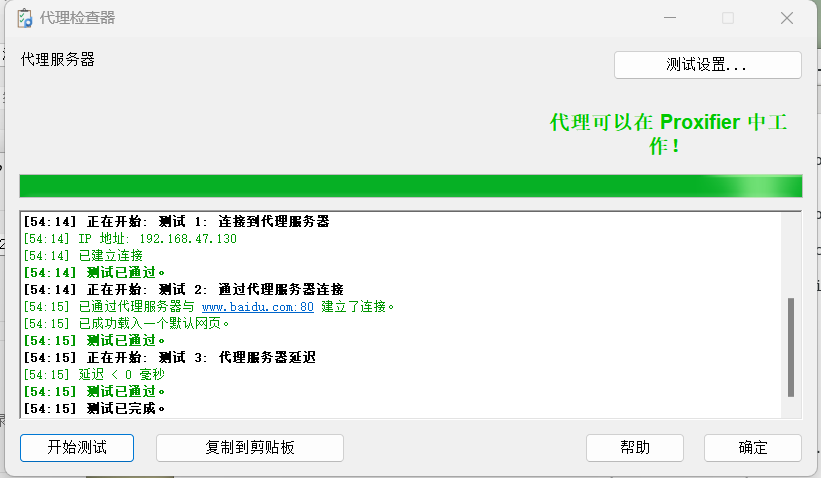 代理检查器
代理服务器
测试设置...
代理可以在 Proxifier 中工
作！
[54:14] 正在开始: 测试 1: 连接到代理服务器
[54:14] IP 地址: 192.168.47.130
[54:14] 已建立连接
[54:14] 测试已通过。
[54:14] 正在开始: 测试 2: 通过代理服务器连接
[54:15] 已通过代理服务器与 www.baidu.com:80 建立了连接。
[54:15] 已成功载入一个默认网页。
[54:15] 测试已通过。
[54:15] 正在开始: 测试 3: 代理服务器延迟
[54:15] 延迟 < 0 毫秒
[54:15] 测试已通过。
[54:15] 测试已完成。
开始测试
复制到剪贴板
帮助
确定